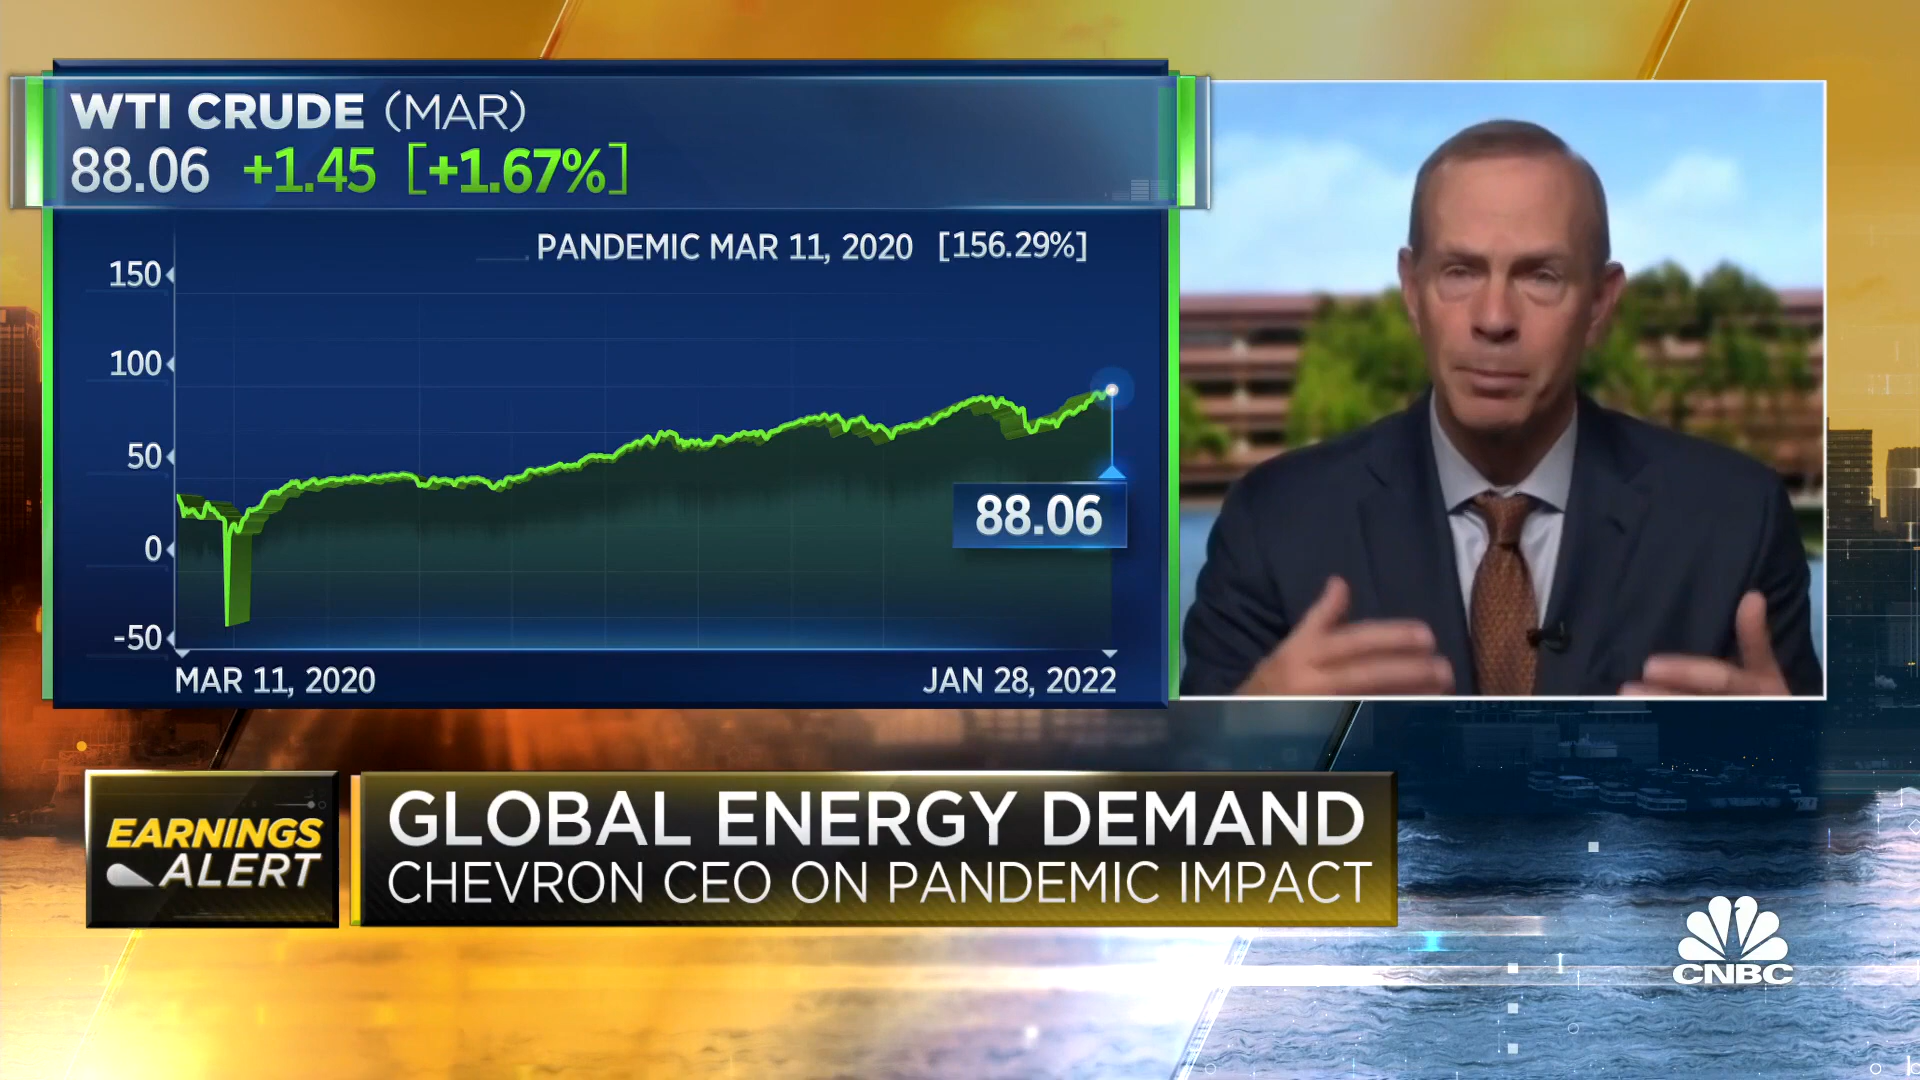 WTI CRUDE (MAR)
88.06 +1.45 [+1.67%]
PANDEMIC MAR 11, 2020 [156.29%]
150
100
50
0
-50
88.06
MAR 11, 2020
JAN 28, 2022
EARNINGS
ALERT
GLOBAL ENERGY DEMAND
CHEVRON CEO ON PANDEMIC IMPACT
CNBC